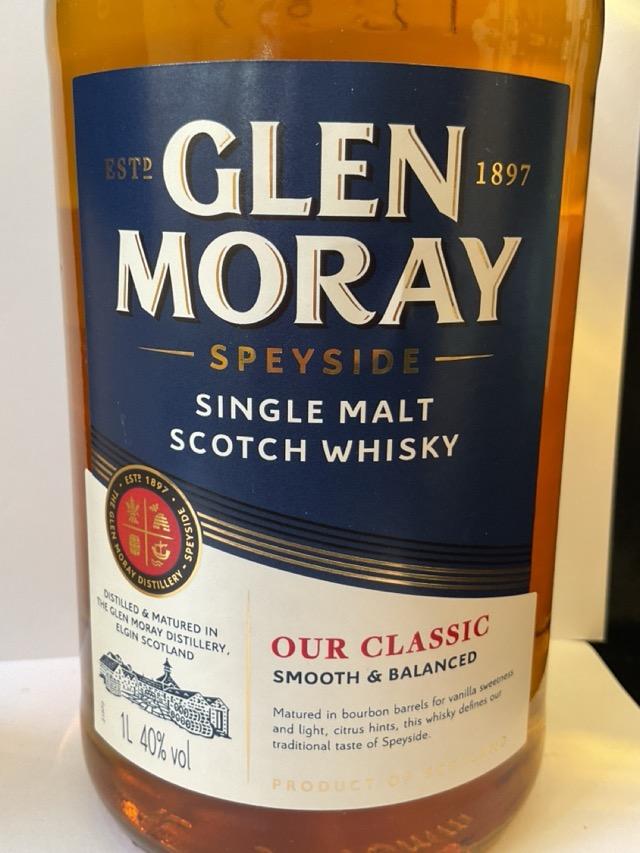 ESTD GLEN 1897
MORAY
SPEYSIDE
SINGLE MALT
SCOTCH WHISKY
· ESTD 1897 ·
THE GLEN MORAY DISTILLERY · SPEYSIDE
DISTILLED & MATURED IN
THE GLEN MORAY DISTILLERY,
ELGIN SCOTLAND
1L 40% vol
OUR CLASSIC
SMOOTH & BALANCED
Matured in bourbon barrels for vanilla sweetness
and light, citrus hints, this whisky defines our
traditional taste of Speyside.
PRODUCT OF SCOTLAND